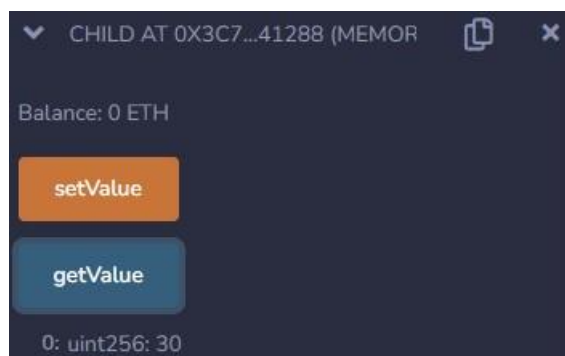 CHILD AT 0X3C7...41288 (MEMOR
Balance: 0 ETH
setValue
getValue
0: uint256: 30